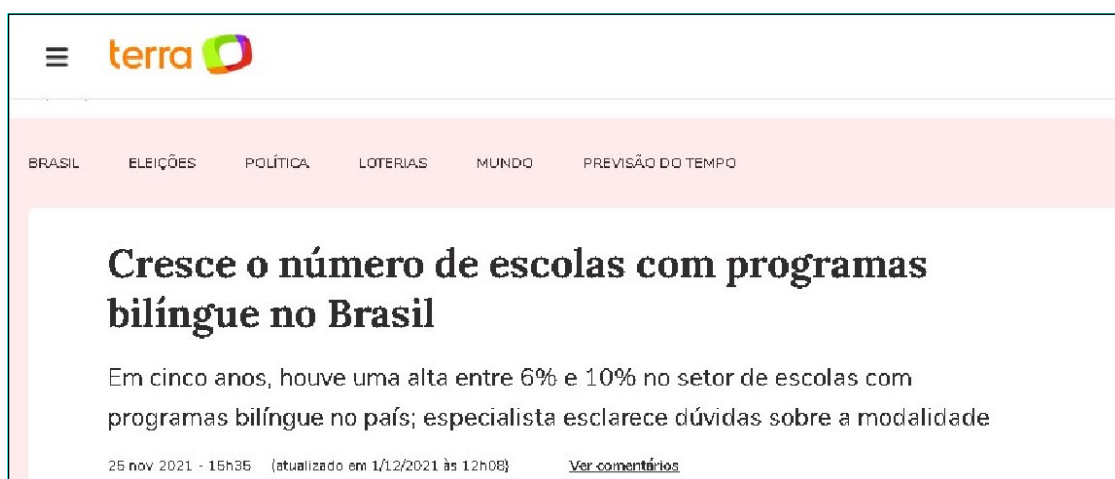 terra
BRASIL ELEIÇÕES POLÍTICA LOTERIAS MUNDO PREVISÃO DO TEMPO
Cresce o número de escolas com programas
bilíngue no Brasil
Em cinco anos, houve uma alta entre 6% e 10% no setor de escolas com
programas bilíngue no país; especialista esclarece dúvidas sobre a modalidade
25 nov 2021 - 15h35 (atualizado em 1/12/2021 às 12h08) Ver comentários